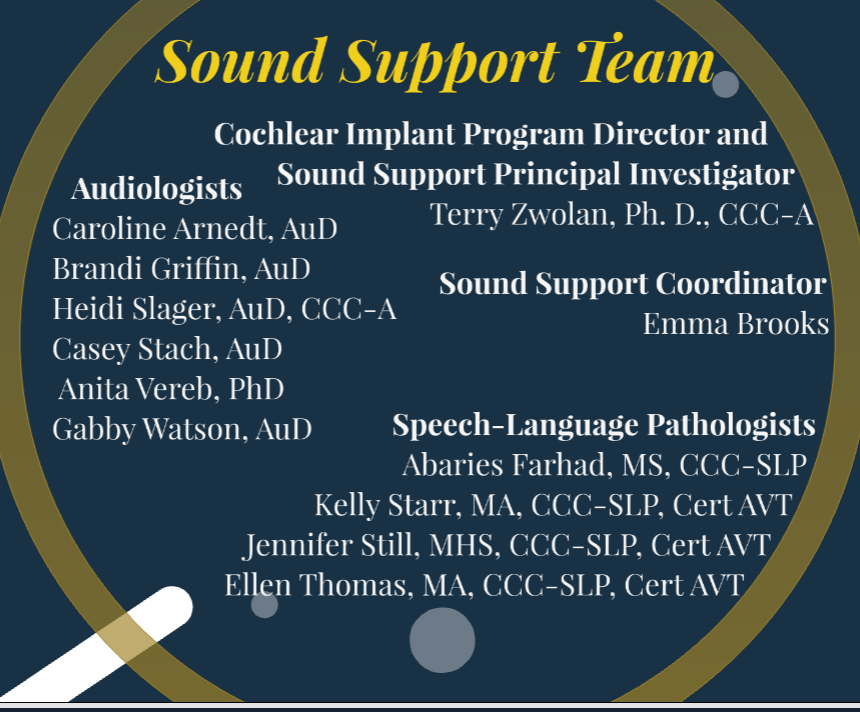 Sound Support Team
Cochlear Implant Program Director and
Sound Support Principal Investigator
Terry Zwolan, Ph. D., CCC-A
Audiologists
Caroline Arnedt, AuD
Brandi Griffin, AuD
Heidi Slager, AuD, CCC-A
Casey Stach, AuD
Anita Vereb, PhD
Gabby Watson, AuD
Sound Support Coordinator
Emma Brooks
Speech-Language Pathologists
Abaries Farhad, MS, CCC-SLP
Kelly Starr, MA, CCC-SLP, Cert AVT
Jennifer Still, MHS, CCC-SLP, Cert AVT
Ellen Thomas, MA, CCC-SLP, Cert AVT